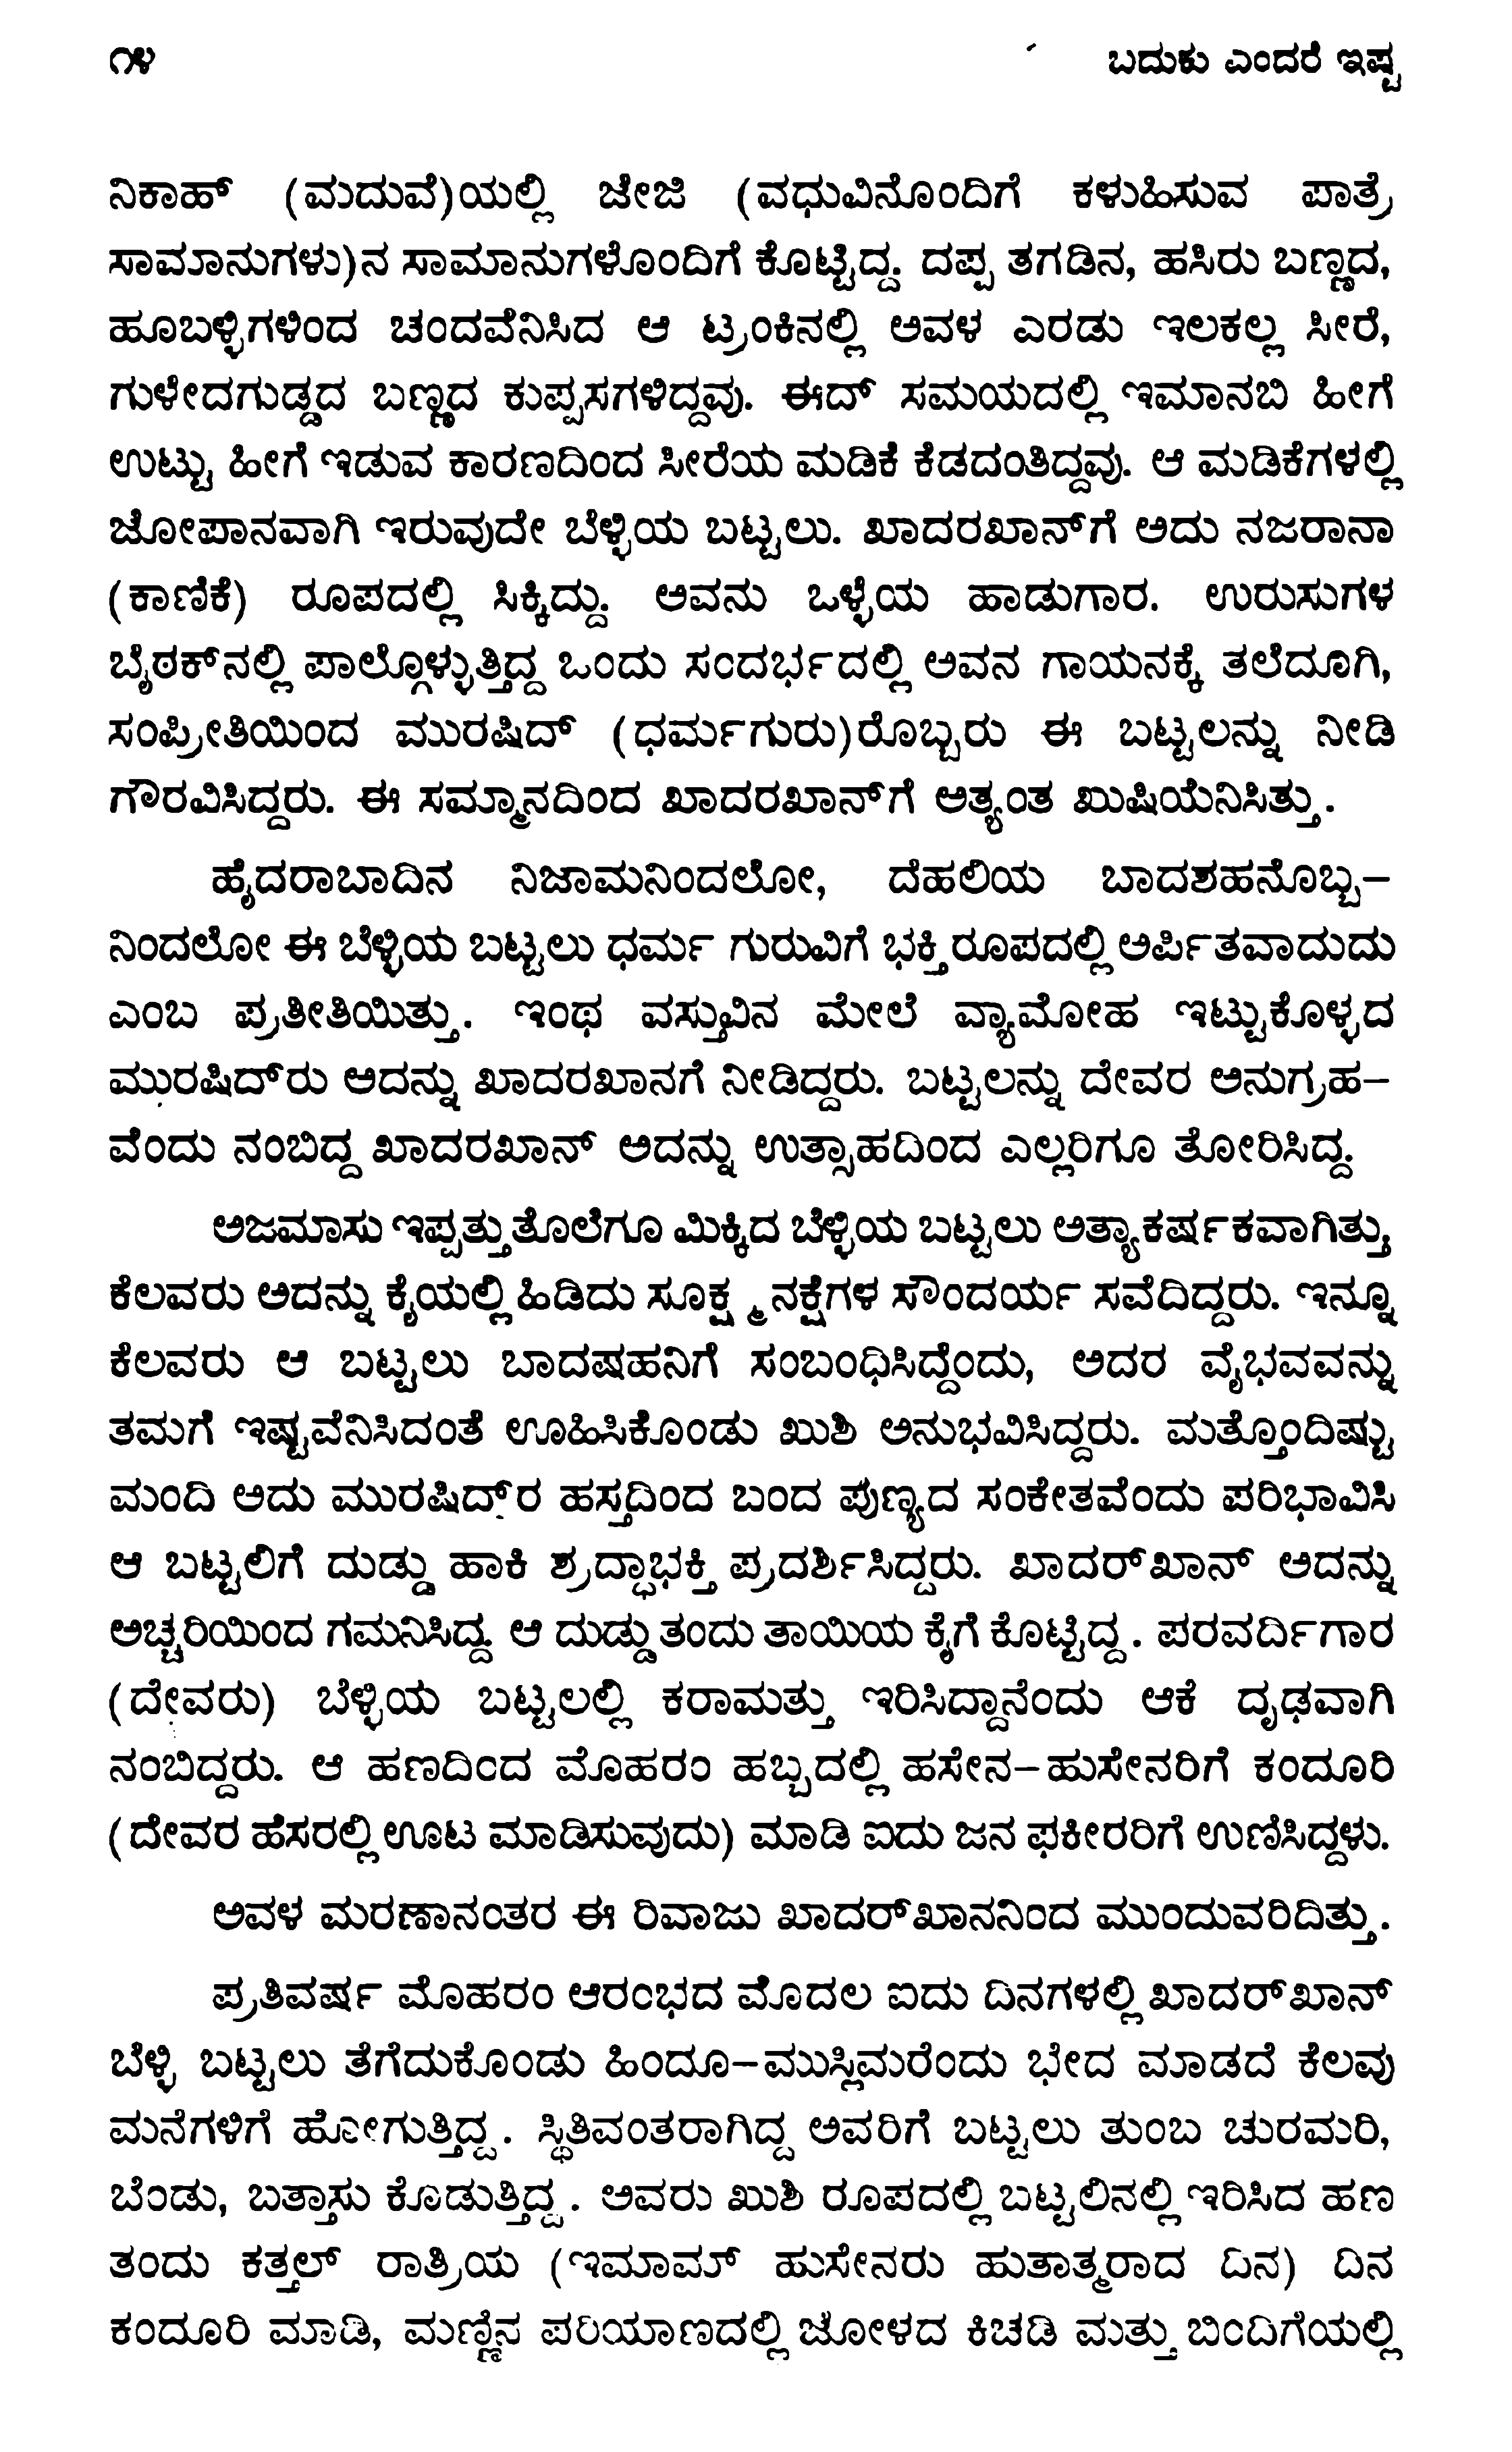 ೧೪ ಬದುಕು ಎಂದರೆ ಇಷ್ಟ
ನಿಕಾಹ್ (ಮದುವೆ)ಯಲ್ಲಿ ಜೇಜಿ (ವಧುವಿನೊಂದಿಗೆ ಕಳುಹಿಸುವ ಪಾತ್ರೆ
ಸಾಮಾನುಗಳು)ನ ಸಾಮಾನುಗಳೊಂದಿಗೆ ಕೊಟ್ಟಿದ್ದ. ದಪ್ಪ ತಗಡಿನ, ಹಸಿರು ಬಣ್ಣದ,
ಹೂಬಳ್ಳಿಗಳಿಂದ ಚಂದವೆನಿಸಿದ ಆ ಟ್ರಂಕಿನಲ್ಲಿ ಅವಳ ಎರಡು ಇಲಕಲ್ಲ ಸೀರೆ,
ಗುಳೇದಗುಡ್ಡದ ಬಣ್ಣದ ಕುಪ್ಪಸಗಳಿದ್ದವು. ಈದ್ ಸಮಯದಲ್ಲಿ ಇಮಾನಬಿ ಹೀಗೆ
ಉಟ್ಟು ಹೀಗೆ ಇಡುವ ಕಾರಣದಿಂದ ಸೀರೆಯ ಮಡಿಕೆ ಕೆಡದಂತಿದ್ದವು. ಆ ಮಡಿಕೆಗಳಲ್ಲಿ
ಜೋಪಾನವಾಗಿ ಇರುವುದೇ ಬೆಳ್ಳಿಯ ಬಟ್ಟಲು. ಖಾದರಖಾನ್‌ಗೆ ಅದು ನಜರಾನಾ
(ಕಾಣಿಕೆ) ರೂಪದಲ್ಲಿ ಸಿಕ್ಕಿದ್ದು. ಅವನು ಒಳ್ಳೆಯ ಹಾಡುಗಾರ. ಉರುಸುಗಳ
ಬೈಠಕ್‌ನಲ್ಲಿ ಪಾಲ್ಗೊಳ್ಳುತ್ತಿದ್ದ ಒಂದು ಸಂದರ್ಭದಲ್ಲಿ ಅವನ ಗಾಯನಕ್ಕೆ ತಲೆದೂಗಿ,
ಸಂಪ್ರೀತಿಯಿಂದ ಮುರಷಿದ್ (ಧರ್ಮಗುರು)ರೊಬ್ಬರು ಈ ಬಟ್ಟಲನ್ನು ನೀಡಿ
ಗೌರವಿಸಿದ್ದರು. ಈ ಸಮ್ಮಾನದಿಂದ ಖಾದರಖಾನ್‌ಗೆ ಅತ್ಯಂತ ಖುಷಿಯೆನಿಸಿತ್ತು.
ಹೈದರಾಬಾದಿನ ನಿಜಾಮನಿಂದಲೋ, ದೆಹಲಿಯ ಬಾದಶಹನೊಬ್ಬ–
ನಿಂದಲೋ ಈ ಬೆಳ್ಳಿಯ ಬಟ್ಟಲು ಧರ್ಮ ಗುರುವಿಗೆ ಭಕ್ತಿರೂಪದಲ್ಲಿ ಅರ್ಪಿತವಾದುದು
ಎಂಬ ಪ್ರತೀತಿಯಿತ್ತು. ಇಂಥ ವಸ್ತುವಿನ ಮೇಲೆ ವ್ಯಾಮೋಹ ಇಟ್ಟುಕೊಳ್ಳದ
ಮುರಷಿದ್‌ರು ಅದನ್ನು ಖಾದರಖಾನಗೆ ನೀಡಿದ್ದರು. ಬಟ್ಟಲನ್ನು ದೇವರ ಅನುಗ್ರಹ–
ವೆಂದು ನಂಬಿದ್ದ ಖಾದರಖಾನ್ ಅದನ್ನು ಉತ್ಸಾಹದಿಂದ ಎಲ್ಲರಿಗೂ ತೋರಿಸಿದ್ದ.
ಅಜಮಾಸು ಇಪ್ಪತ್ತು ತೊಲೆಗೂ ಮಿಕ್ಕಿದ ಬೆಳ್ಳಿಯ ಬಟ್ಟಲು ಅತ್ಯಾಕರ್ಷಕವಾಗಿತ್ತು,
ಕೆಲವರು ಅದನ್ನು ಕೈಯಲ್ಲಿ ಹಿಡಿದು ಸೂಕ್ಷ್ಮ ನಕ್ಷೆಗಳ ಸೌಂದರ್ಯ ಸವೆದಿದ್ದರು. ಇನ್ನೂ
ಕೆಲವರು ಆ ಬಟ್ಟಲು ಬಾದಷಹನಿಗೆ ಸಂಬಂಧಿಸಿದ್ದೆಂದು, ಅದರ ವೈಭವವನ್ನು
ತಮಗೆ ಇಷ್ಟವೆನಿಸಿದಂತೆ ಊಹಿಸಿಕೊಂಡು ಖುಶಿ ಅನುಭವಿಸಿದ್ದರು. ಮತ್ತೊಂದಿಷ್ಟು
ಮಂದಿ ಅದು ಮುರಷಿದ್‌ರ ಹಸ್ತದಿಂದ ಬಂದ ಪುಣ್ಯದ ಸಂಕೇತವೆಂದು ಪರಿಭಾವಿಸಿ
ಆ ಬಟ್ಟಲಿಗೆ ದುಡ್ಡು ಹಾಕಿ ಶ್ರದ್ಧಾಭಕ್ತಿ ಪ್ರದರ್ಶಿಸಿದ್ದರು. ಖಾದರ್‌ಖಾನ್ ಅದನ್ನು
ಅಚ್ಚರಿಯಿಂದ ಗಮನಿಸಿದ್ದ. ಆ ದುಡ್ಡು ತಂದು ತಾಯಿಯ ಕೈಗೆ ಕೊಟ್ಟಿದ್ದ. ಪರವರ್ದಿಗಾರ
(ದೇವರು) ಬೆಳ್ಳಿಯ ಬಟ್ಟಲಲ್ಲಿ ಕರಾಮತ್ತು ಇರಿಸಿದ್ದಾನೆಂದು ಆಕೆ ದೃಢವಾಗಿ
ನಂಬಿದ್ದರು. ಆ ಹಣದಿಂದ ಮೊಹರಂ ಹಬ್ಬದಲ್ಲಿ ಹಸೇನ–ಹುಸೇನರಿಗೆ ಕಂದೂರಿ
(ದೇವರ ಹೆಸರಲ್ಲಿ ಊಟ ಮಾಡಿಸುವುದು) ಮಾಡಿ ಐದು ಜನ ಫಕೀರರಿಗೆ ಉಣಿಸಿದ್ದಳು.
ಅವಳ ಮರಣಾನಂತರ ಈ ರಿವಾಜು ಖಾದರ್‌ಖಾನನಿಂದ ಮುಂದುವರಿದಿತ್ತು.
ಪ್ರತಿವರ್ಷ ಮೊಹರಂ ಆರಂಭದ ಮೊದಲ ಐದು ದಿನಗಳಲ್ಲಿ ಖಾದರ್‌ಖಾನ್
ಬೆಳ್ಳಿ ಬಟ್ಟಲು ತೆಗೆದುಕೊಂಡು ಹಿಂದೂ–ಮುಸ್ಲಿಮರೆಂದು ಭೇದ ಮಾಡದೆ ಕೆಲವು
ಮನೆಗಳಿಗೆ ಹೋಗುತ್ತಿದ್ದ. ಸ್ಥಿತಿವಂತರಾಗಿದ್ದ ಅವರಿಗೆ ಬಟ್ಟಲು ತುಂಬ ಚುರಮರಿ,
ಬೆಂಡು, ಬತ್ತಾಸು ಕೊಡುತ್ತಿದ್ದ. ಅವರು ಖುಶಿ ರೂಪದಲ್ಲಿ ಬಟ್ಟಲಿನಲ್ಲಿ ಇರಿಸಿದ ಹಣ
ತಂದು ಕತ್ತಲ್ ರಾತ್ರಿಯ (ಇಮಾಮ್ ಹುಸೇನರು ಹುತಾತ್ಮರಾದ ದಿನ) ದಿನ
ಕಂದೂರಿ ಮಾಡಿ, ಮಣ್ಣಿನ ಪರಿಯಾಣದಲ್ಲಿ ಜೋಳದ ಕಿಚಡಿ ಮತ್ತು ಬಿಂದಿಗೆಯಲ್ಲಿ